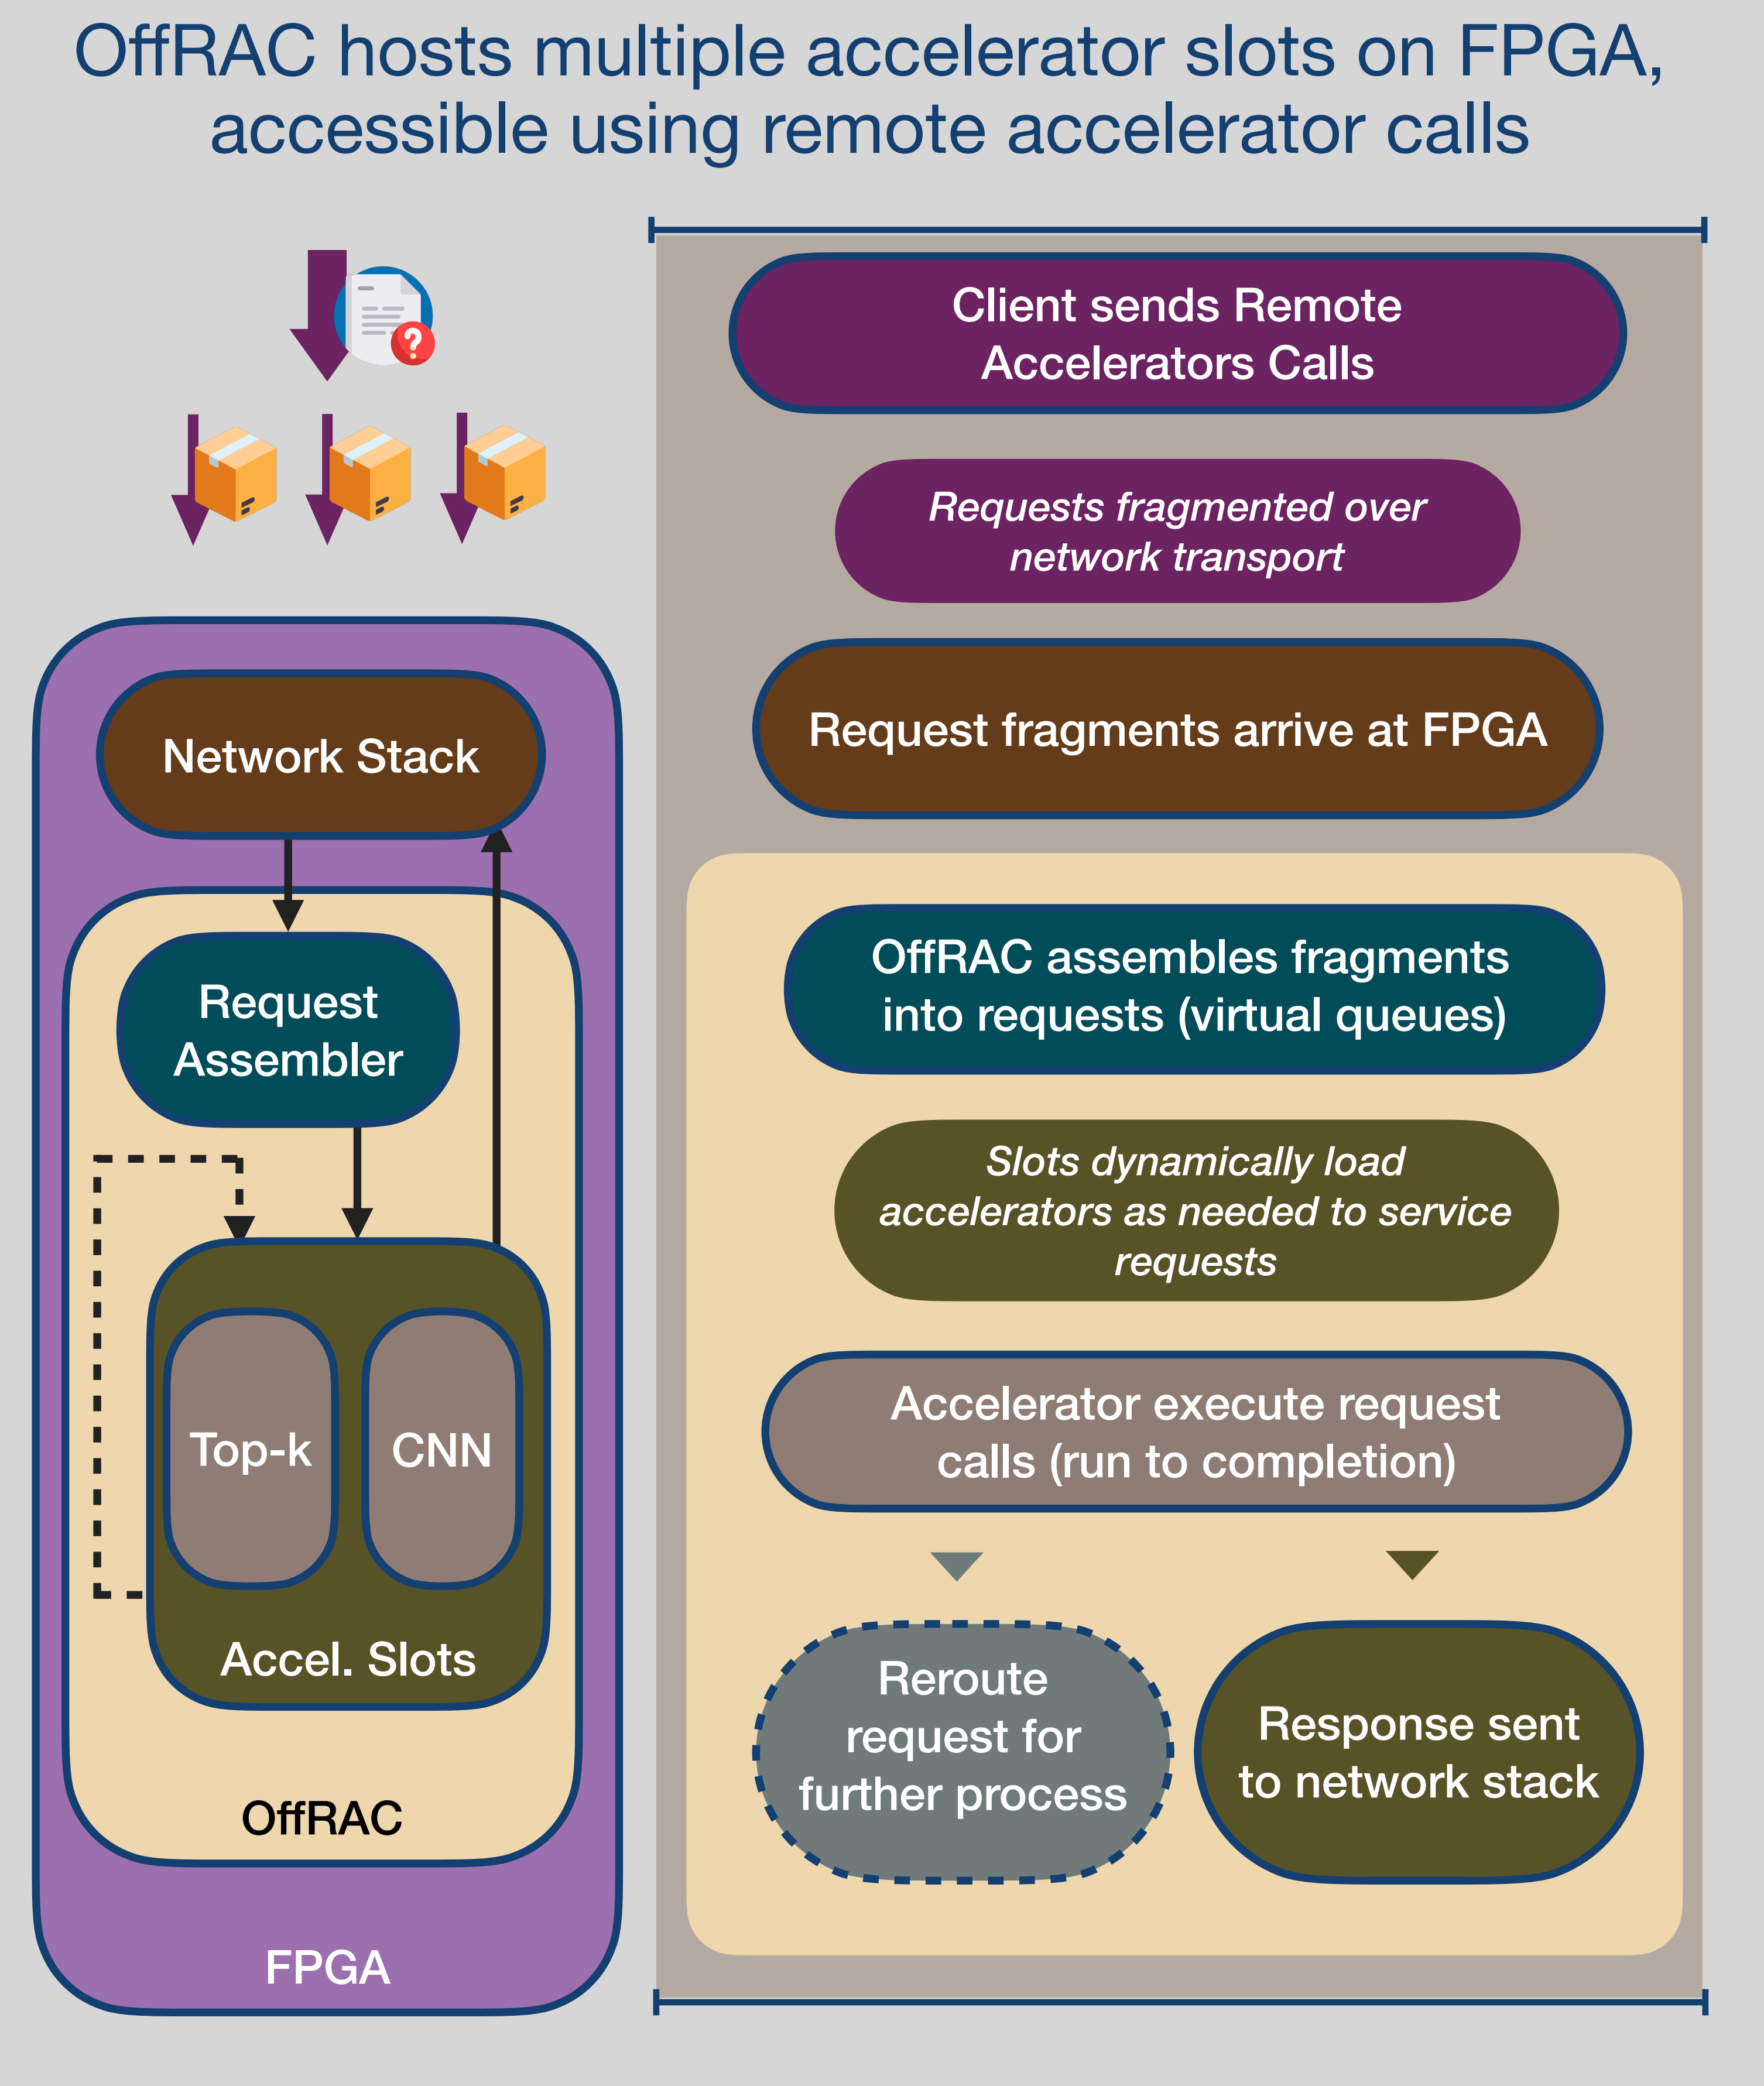 OffRAC hosts multiple accelerator slots on FPGA,
accessible using remote accelerator calls
Network Stack
Request
Assembler
Top-k
CNN
Accel. Slots
OffRAC
FPGA
Client sends Remote
Accelerators Calls
Requests fragmented over
network transport
Request fragments arrive at FPGA
OffRAC assembles fragments
into requests (virtual queues)
Slots dynamically load
accelerators as needed to service
requests
Accelerator execute request
calls (run to completion)
Reroute
request for
further process
Response sent
to network stack